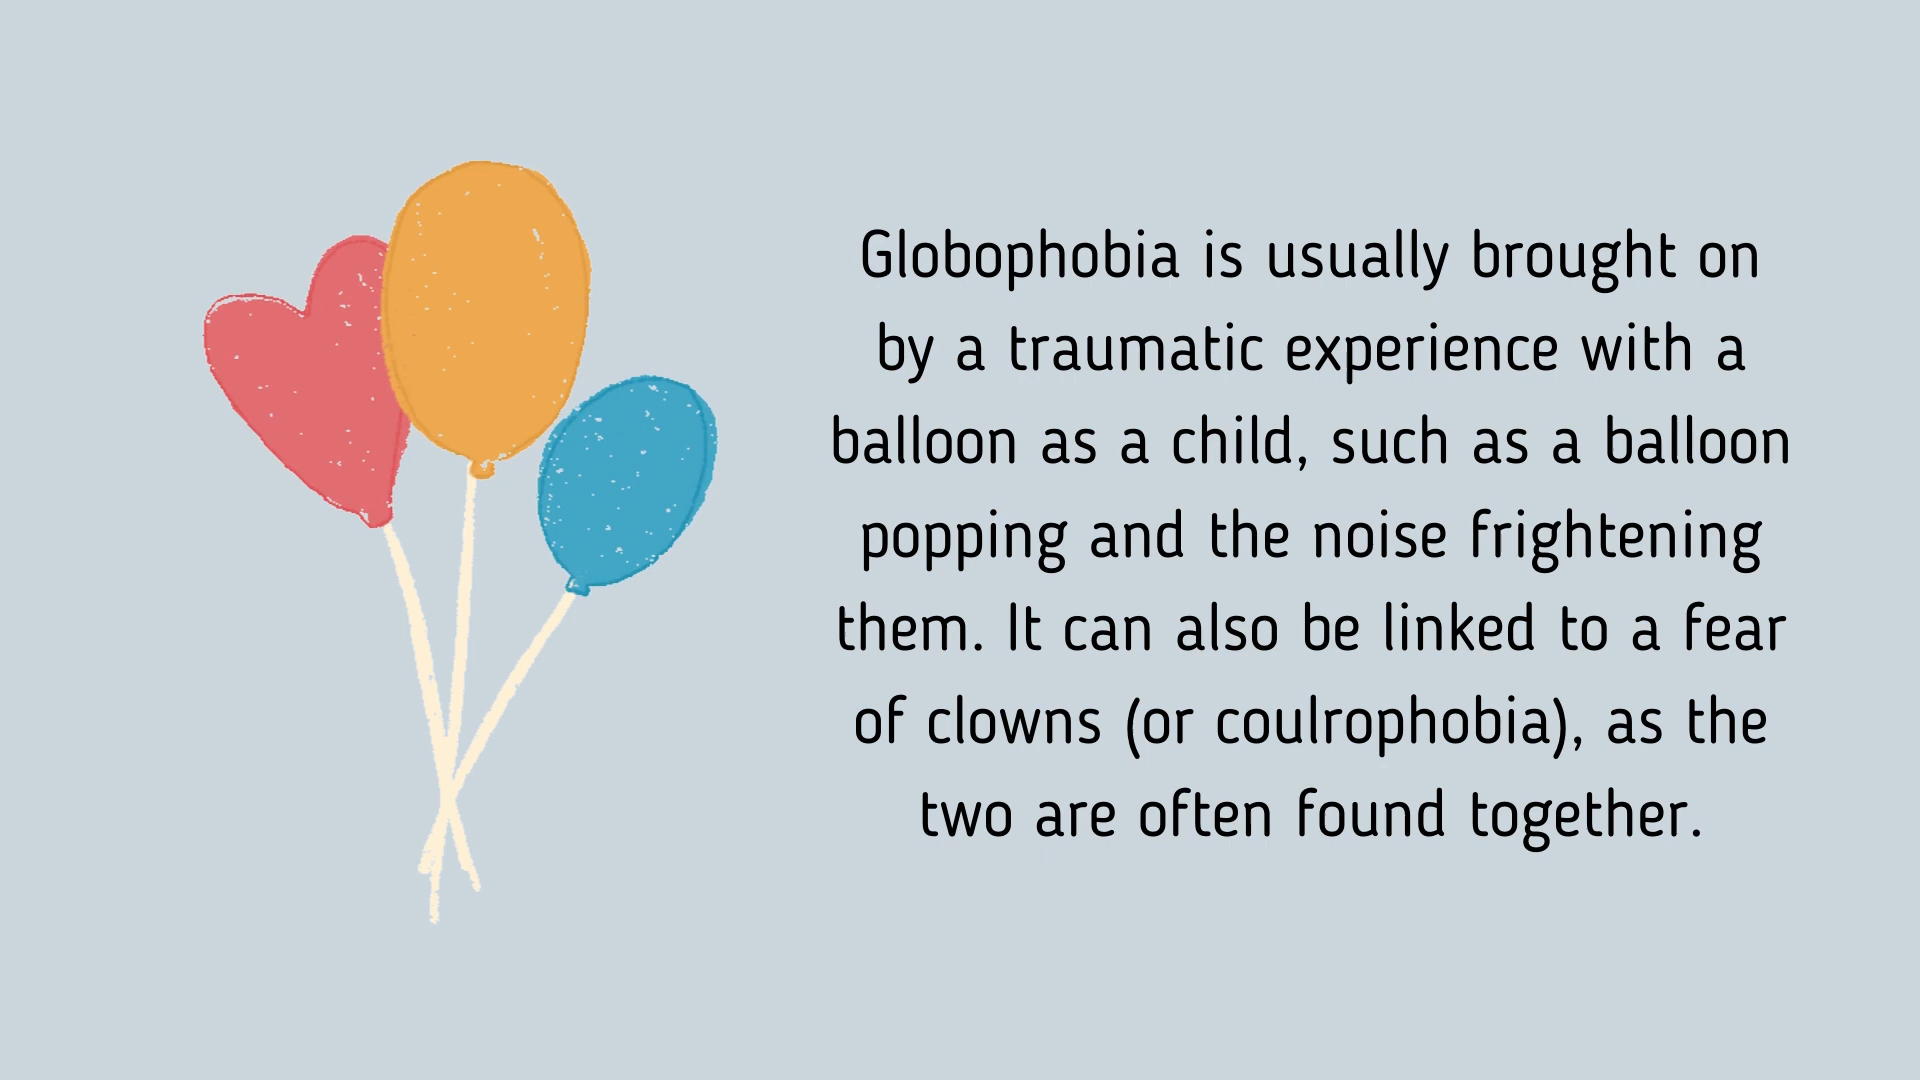 Globophobia is usually brought on
by a traumatic experience with a
balloon as a child, such as a balloon
popping and the noise frightening
them. It can also be linked to a fear
of clowns (or coulrophobia), as the
two are often found together.